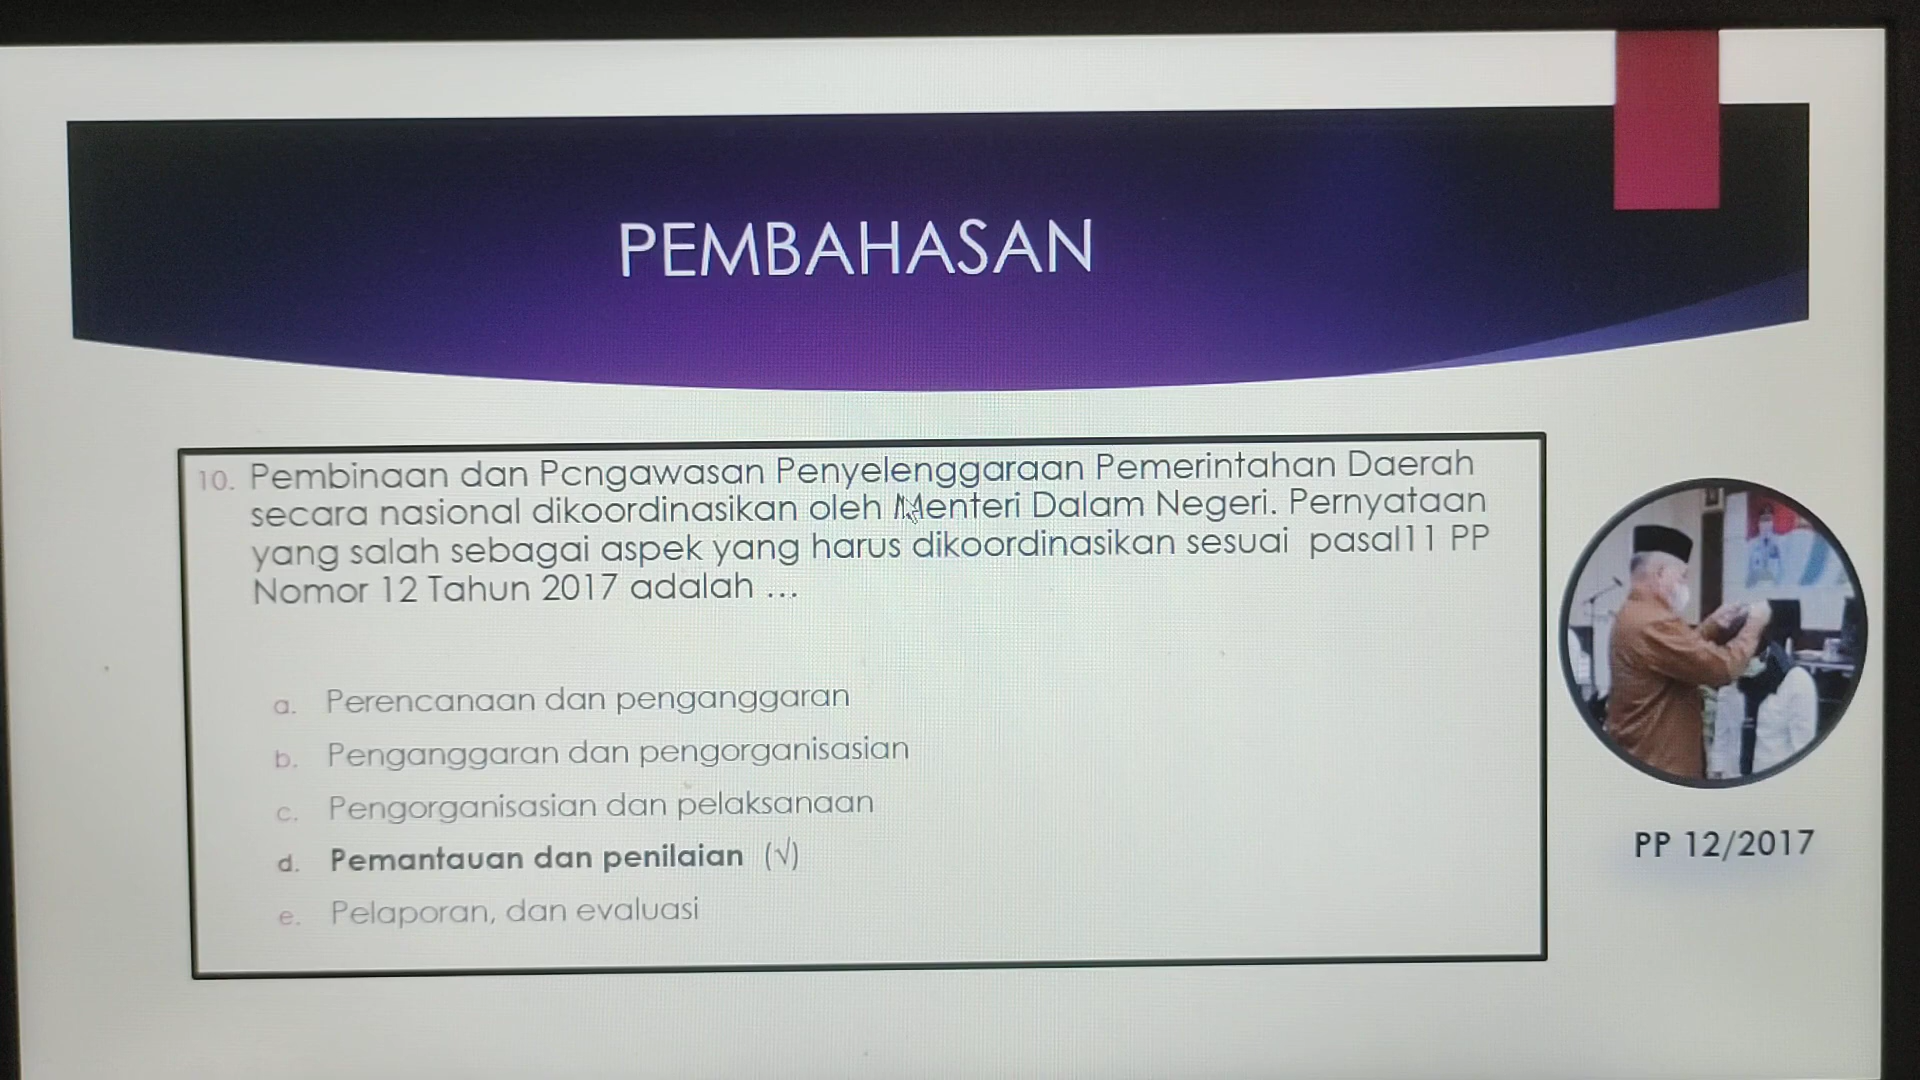 PEMBAHASAN
10. Pembinaan dan Pcngawasan Penyelenggaraan Pemerintahan Daerah
secara nasional dikoordinasikan oleh Menteri Dalam Negeri. Pernyataan
yang salah sebagai aspek yang harus dikoordinasikan sesuai pasal11 PP
Nomor 12 Tahun 2017 adalah ...
a. Perencanaan dan penganggaran
b. Penganggaran dan pengorganisasian
c. Pengorganisasian dan pelaksanaan
d. Pemantauan dan penilaian (√)
e. Pelaporan, dan evaluasi
PP 12/2017